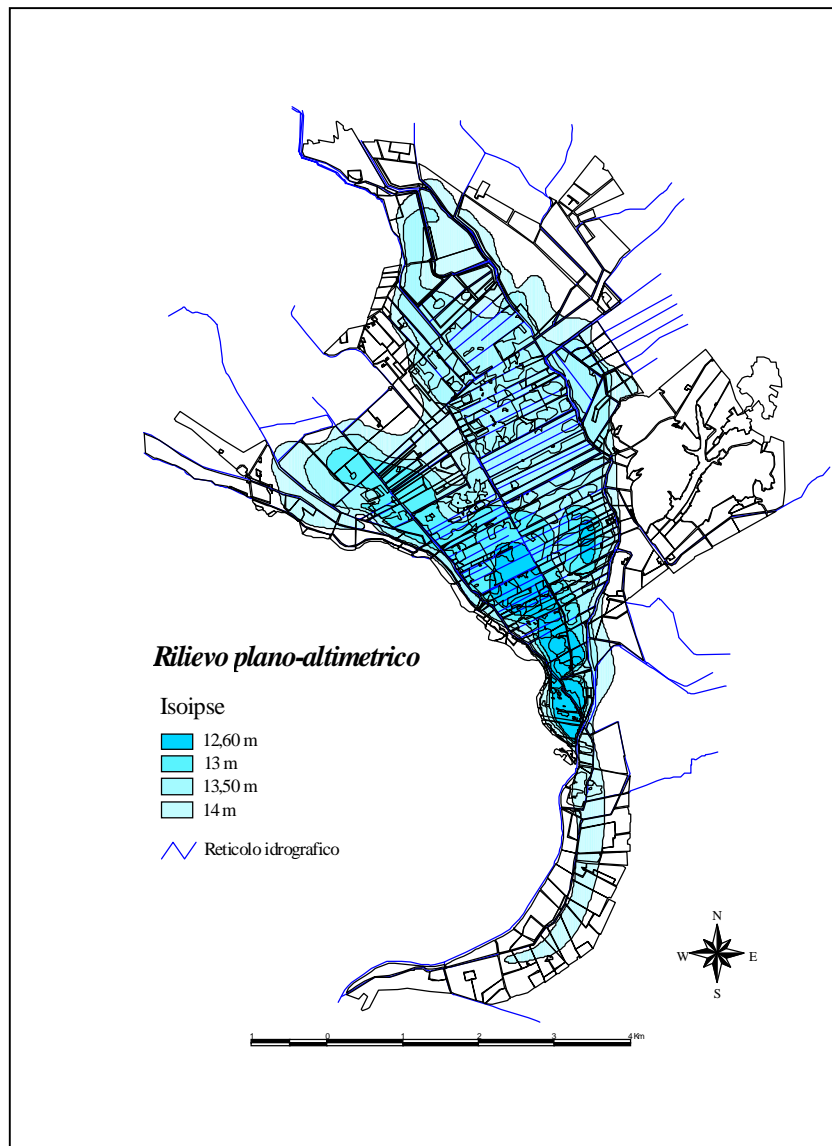 Rilievo plano-altimetrico
Isoipse
12,60 m
13 m
13,50 m
14 m
Reticolo idrografico
N
W E
S
1 0 1 2 3 4 Km